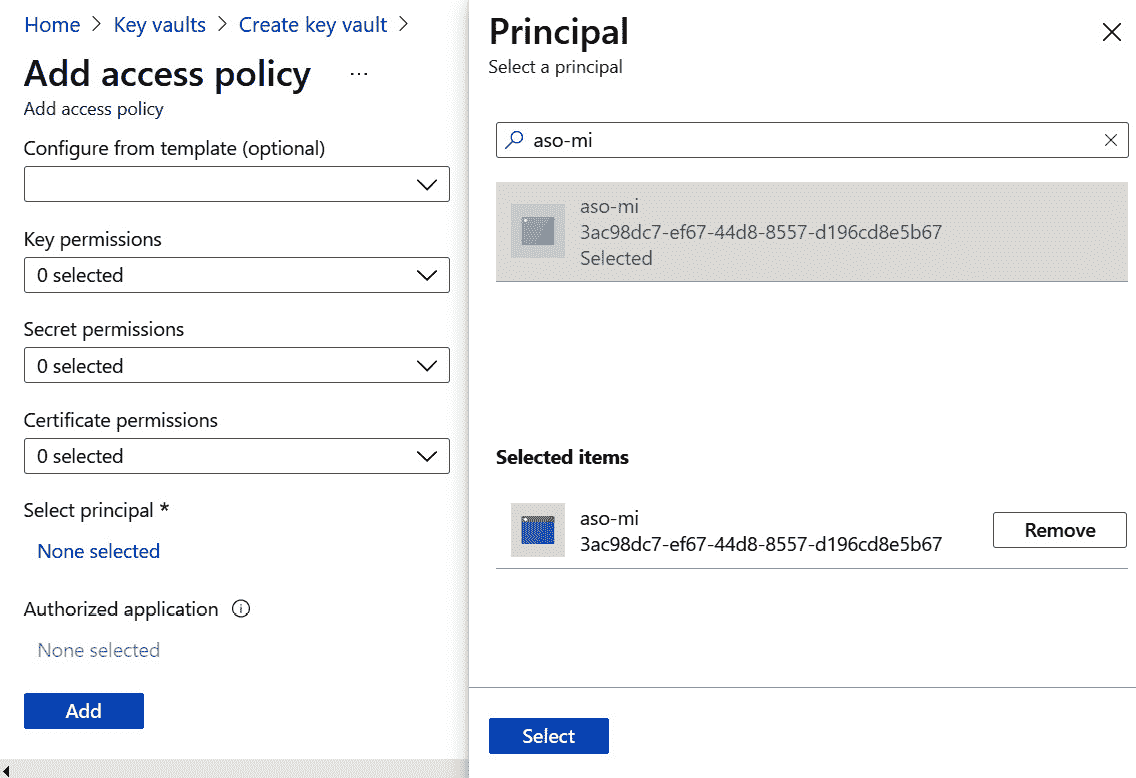 Home > Key vaults > Create key vault >
Add access policy ...
Add access policy
Configure from template (optional)
Key permissions
0 selected
Secret permissions
0 selected
Certificate permissions
0 selected
Select principal *
None selected
Authorized application
None selected
Add
Principal
Select a principal
aso-mi
aso-mi
3ac98dc7-ef67-44d8-8557-d196cd8e5b67
Selected
Selected items
aso-mi
3ac98dc7-ef67-44d8-8557-d196cd8e5b67
Remove
Select